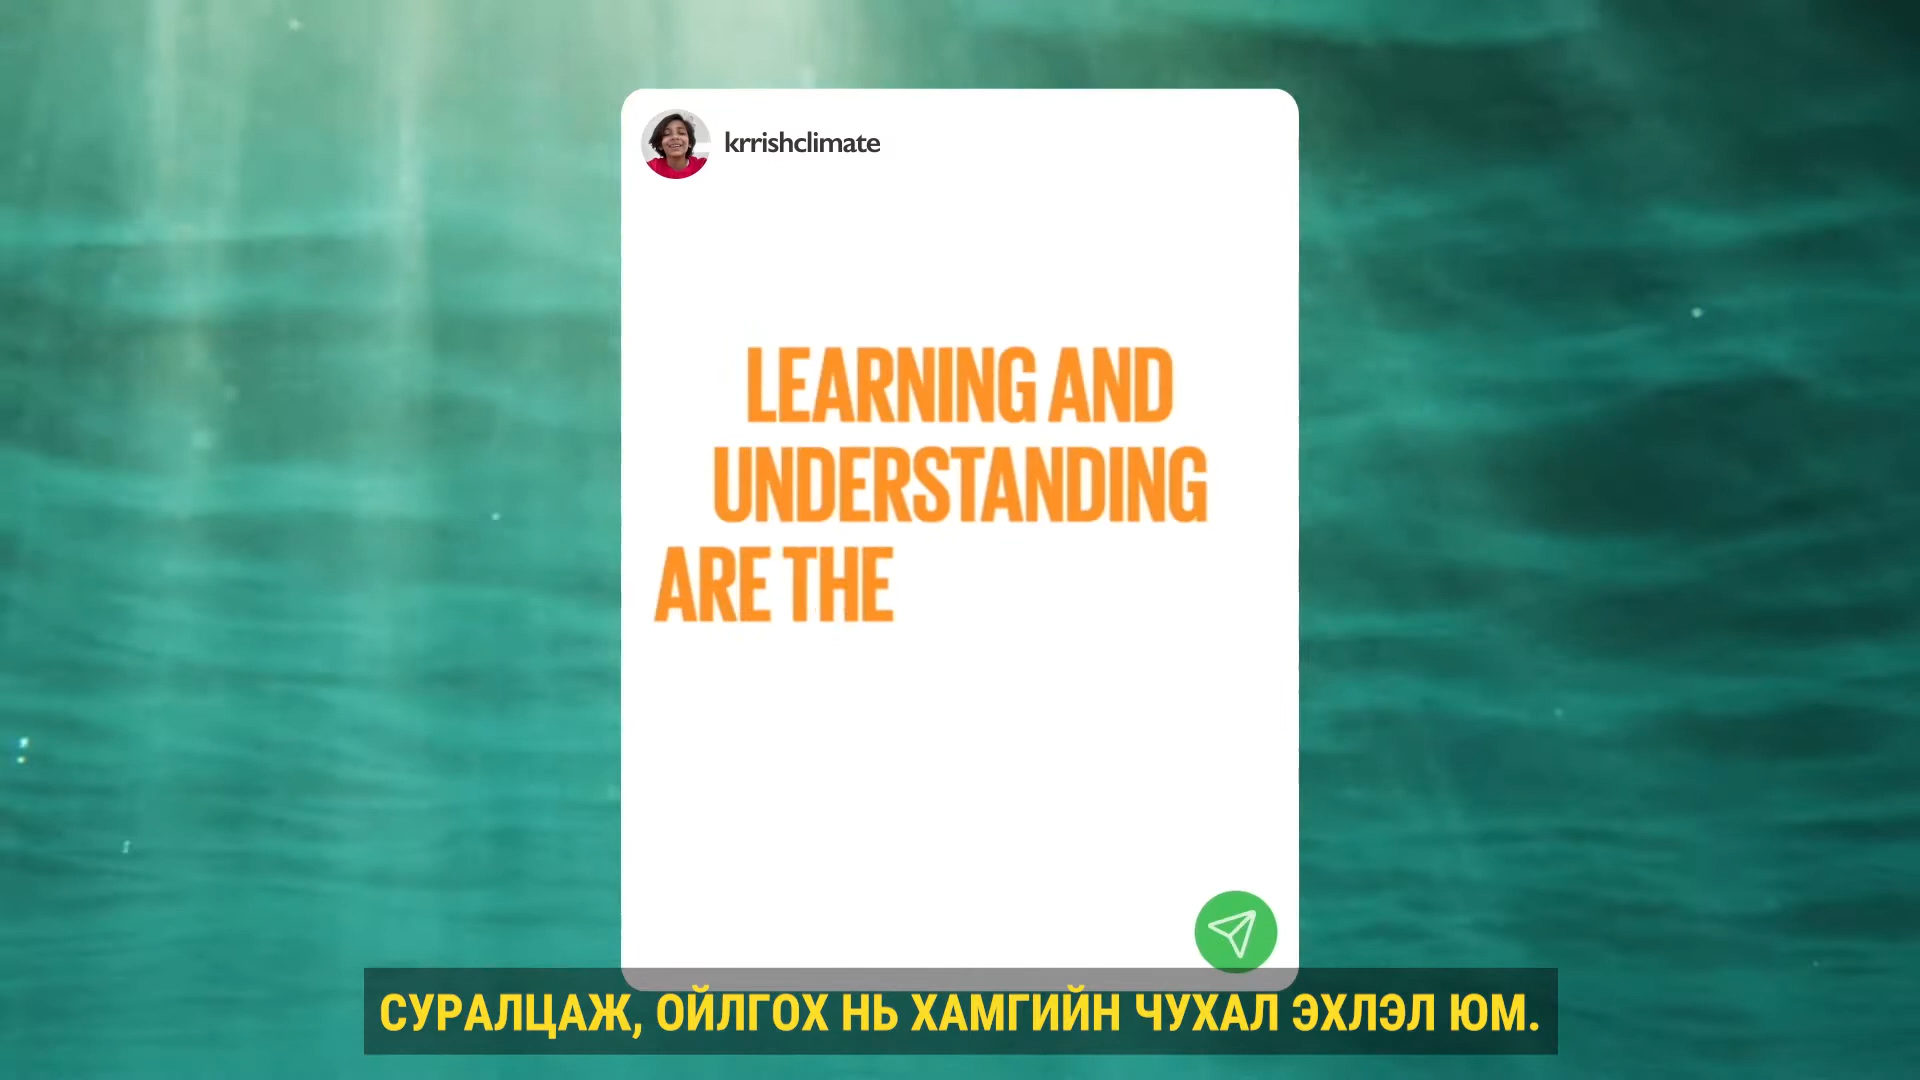 krrishclimate
LEARNING AND
UNDERSTANDING
ARE THE
СУРАЛЦАЖ, ОЙЛГОХ НЬ ХАМГИЙН ЧУХАЛ ЭХЛЭЛ ЮМ.